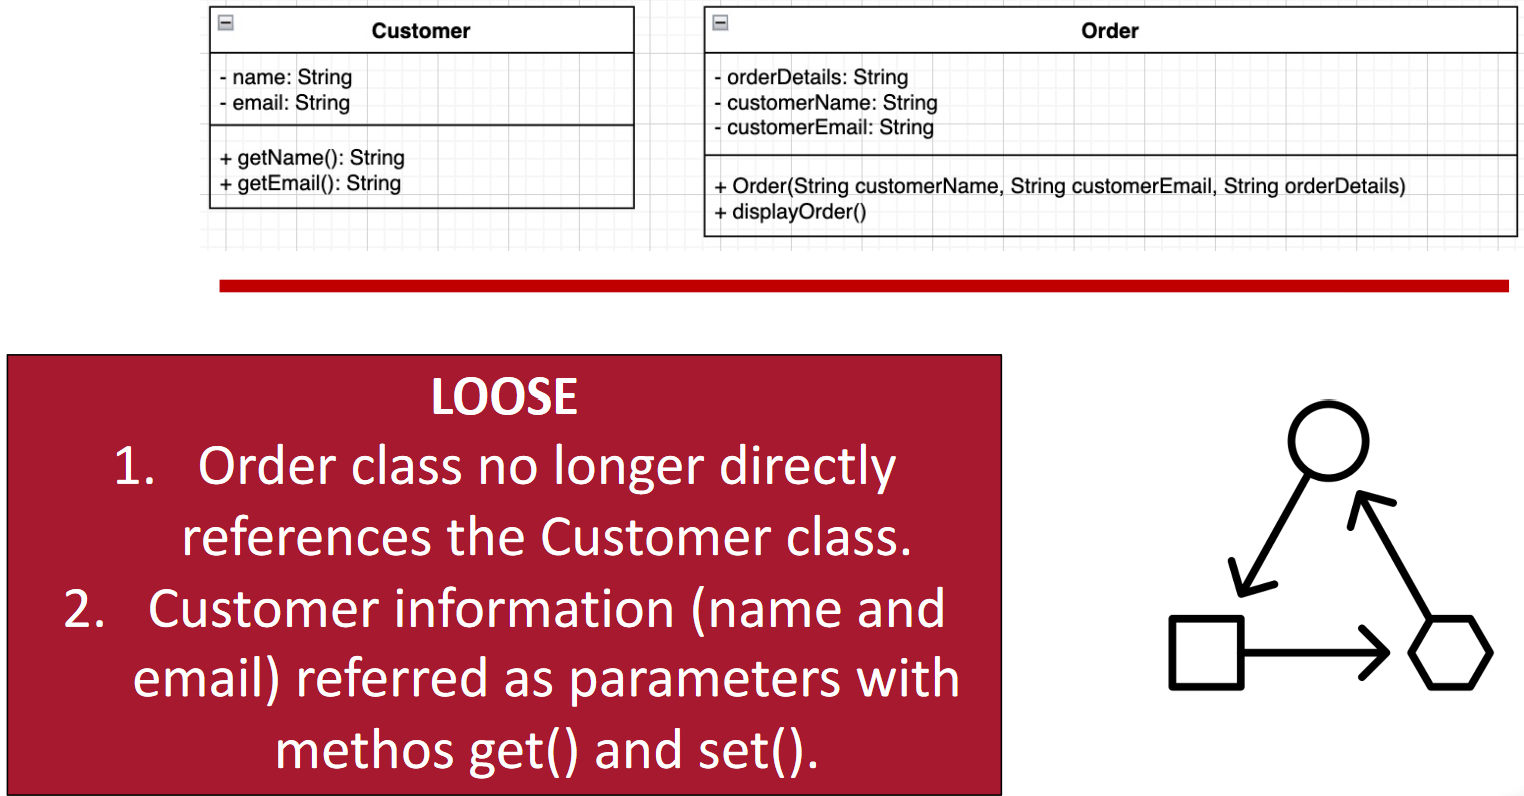 Customer
- name: String
- email: String
+ getName(): String
+ getEmail(): String
Order
- orderDetails: String
- customerName: String
- customerEmail: String
+ Order(String customerName, String customerEmail, String orderDetails)
+ displayOrder()
LOOSE
1. Order class no longer directly
references the Customer class.
2. Customer information (name and
email) referred as parameters with
methos get() and set().